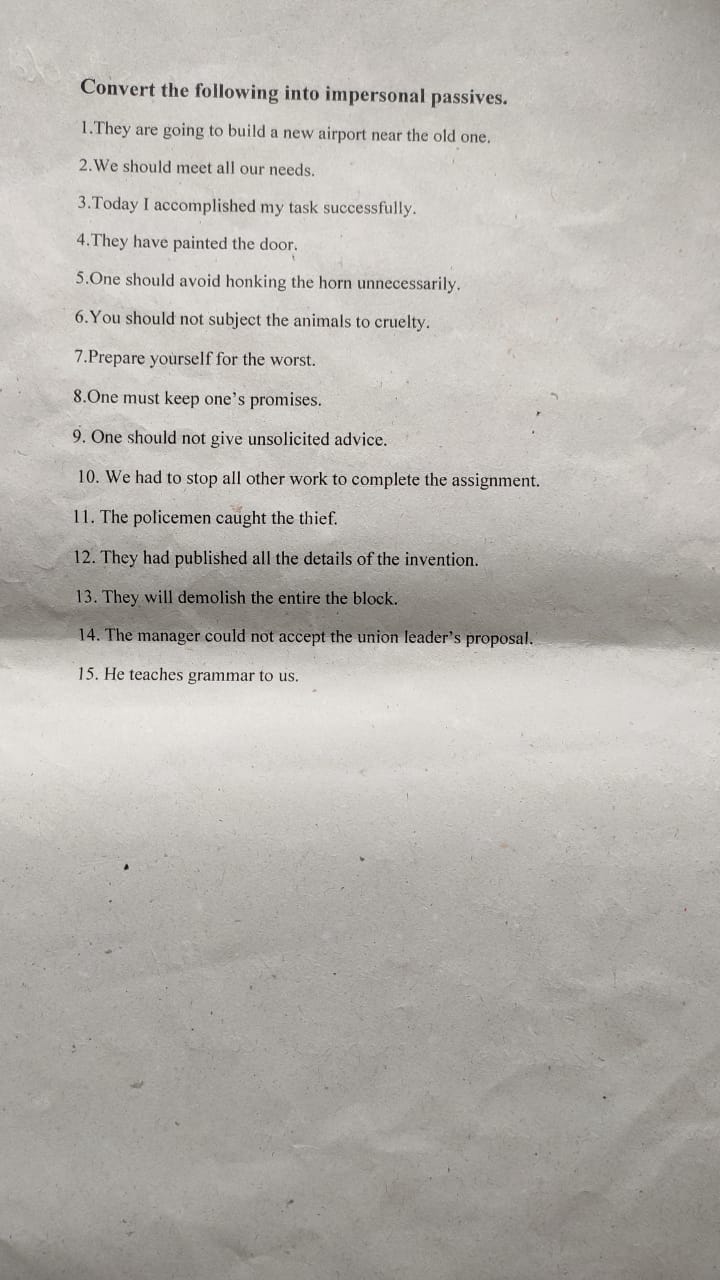 Convert the following into impersonal passives.
1.They are going to build a new airport near the old one.
2.We should meet all our needs.
3.Today I accomplished my task successfully.
4.They have painted the door.
5.One should avoid honking the horn unnecessarily.
6.You should not subject the animals to cruelty.
7.Prepare yourself for the worst.
8.One must keep one’s promises.
9. One should not give unsolicited advice.
10. We had to stop all other work to complete the assignment.
11. The policemen caught the thief.
12. They had published all the details of the invention.
13. They will demolish the entire the block.
14. The manager could not accept the union leader’s proposal.
15. He teaches grammar to us.